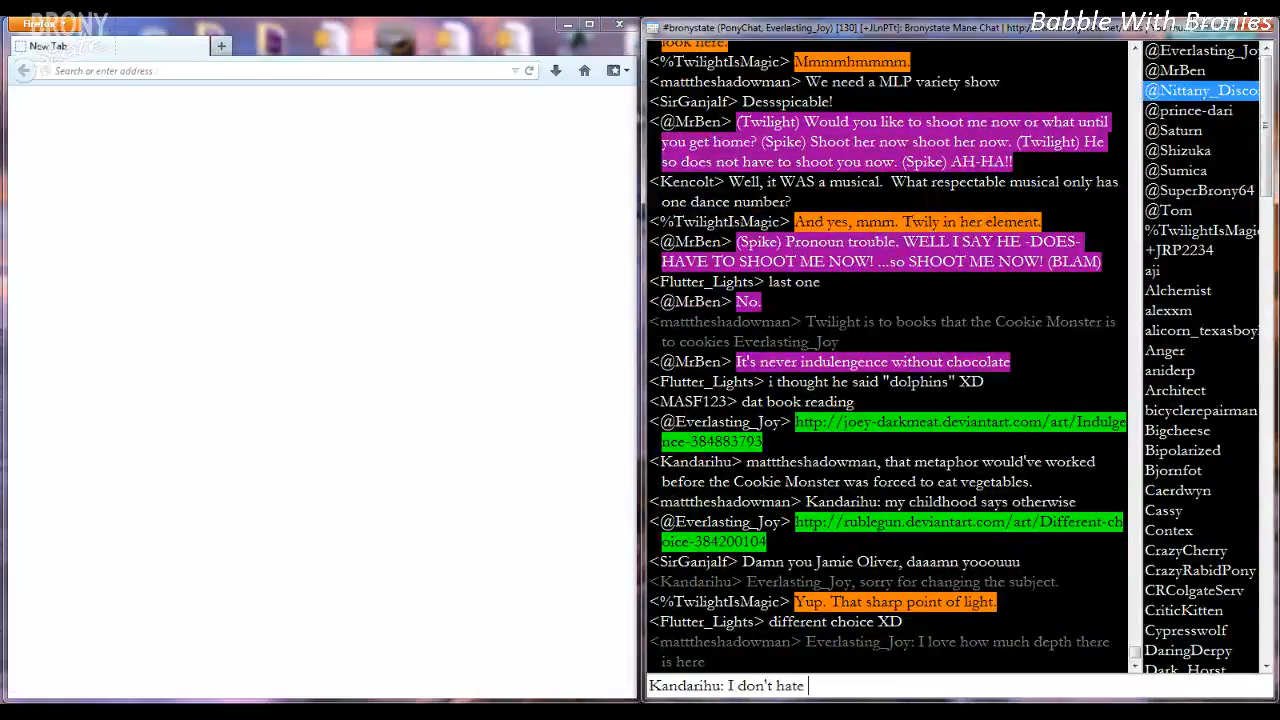 BRONY
Firefox
Babble With Bronies
#bronystate (PonyChat, Everlasting_Joy) [130] [+JLnPTt]: Bronystate Mane Chat | http
New Tab
Search or enter address
look here.
<%TwilightIsMagic> Mmmmhmmmm.
<matttheshadowman> We need a MLP variety show
<SirGanjalf> Dessspicable!
<@MrBen> (Twilight) Would you like to shoot me now or what until
you get home? (Spike) Shoot her now shoot her now. (Twilight) He
so does not have to shoot you now. (Spike) AH-HA!!
<Kencolt> Well, it WAS a musical.  What respectable musical only has
one dance number?
<%TwilightIsMagic> And yes, mmm. Twily in her element.
<@MrBen> (Spike) Pronoun trouble. WELL I SAY HE -DOES-
HAVE TO SHOOT ME NOW! ...so SHOOT ME NOW! (BLAM)
<Flutter_Lights> last one
<@MrBen> No.
<matttheshadowman> Twilight is to books that the Cookie Monster is
to cookies Everlasting_Joy
<@MrBen> It's never indulengence without chocolate
<Flutter_Lights> i thought he said "dolphins" XD
<MASF123> dat book reading
<@Everlasting_Joy> http://joey-darkmeat.deviantart.com/art/Indulge
nce-384883793
<Kandarihu> matttheshadowman, that metaphor would've worked
before the Cookie Monster was forced to eat vegetables.
<matttheshadowman> Kandarihu: my childhood says otherwise
<@Everlasting_Joy> http://rublegun.deviantart.com/art/Different-ch
oice-384200104
<SirGanjalf> Damn you Jamie Oliver, daaamn yooouuu
<Kandarihu> Everlasting_Joy, sorry for changing the subject.
<%TwilightIsMagic> Yup. That sharp point of light.
<Flutter_Lights> different choice XD
<matttheshadowman> Everlasting_Joy: I love how much depth there
is here
Kandarihu: I don't hate
@Everlasting_Jo
@MrBen
@Nittany_Disco
@prince-dari
@Saturn
@Shizuka
@Sumica
@SuperBrony64
@Tom
%TwilightIsMagic
+JRP2234
aji
Alchemist
alexxm
alicorn_texasboy
Anger
aniderp
Architect
bicyclerepairman
Bigcheese
Bipolarized
Bjornfot
Caerdwyn
Cassy
Contex
CrazyCherry
CrazyRabidPony
CRColgateServ
CriticKitten
Cypresswolf
DaringDerpy
Dark_Horst